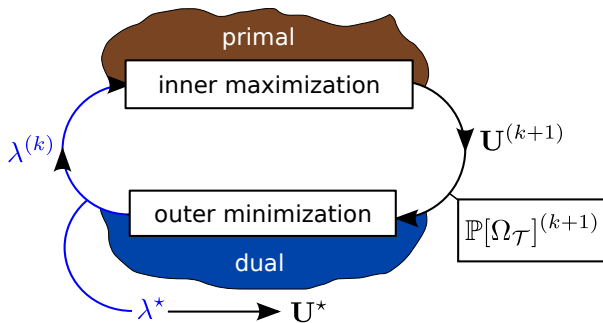 primal
inner maximization
λ^(k)
U^(k+1)
outer minimization
ℙ[Ω_𝒯]^(k+1)
dual
λ^⋆
U^⋆